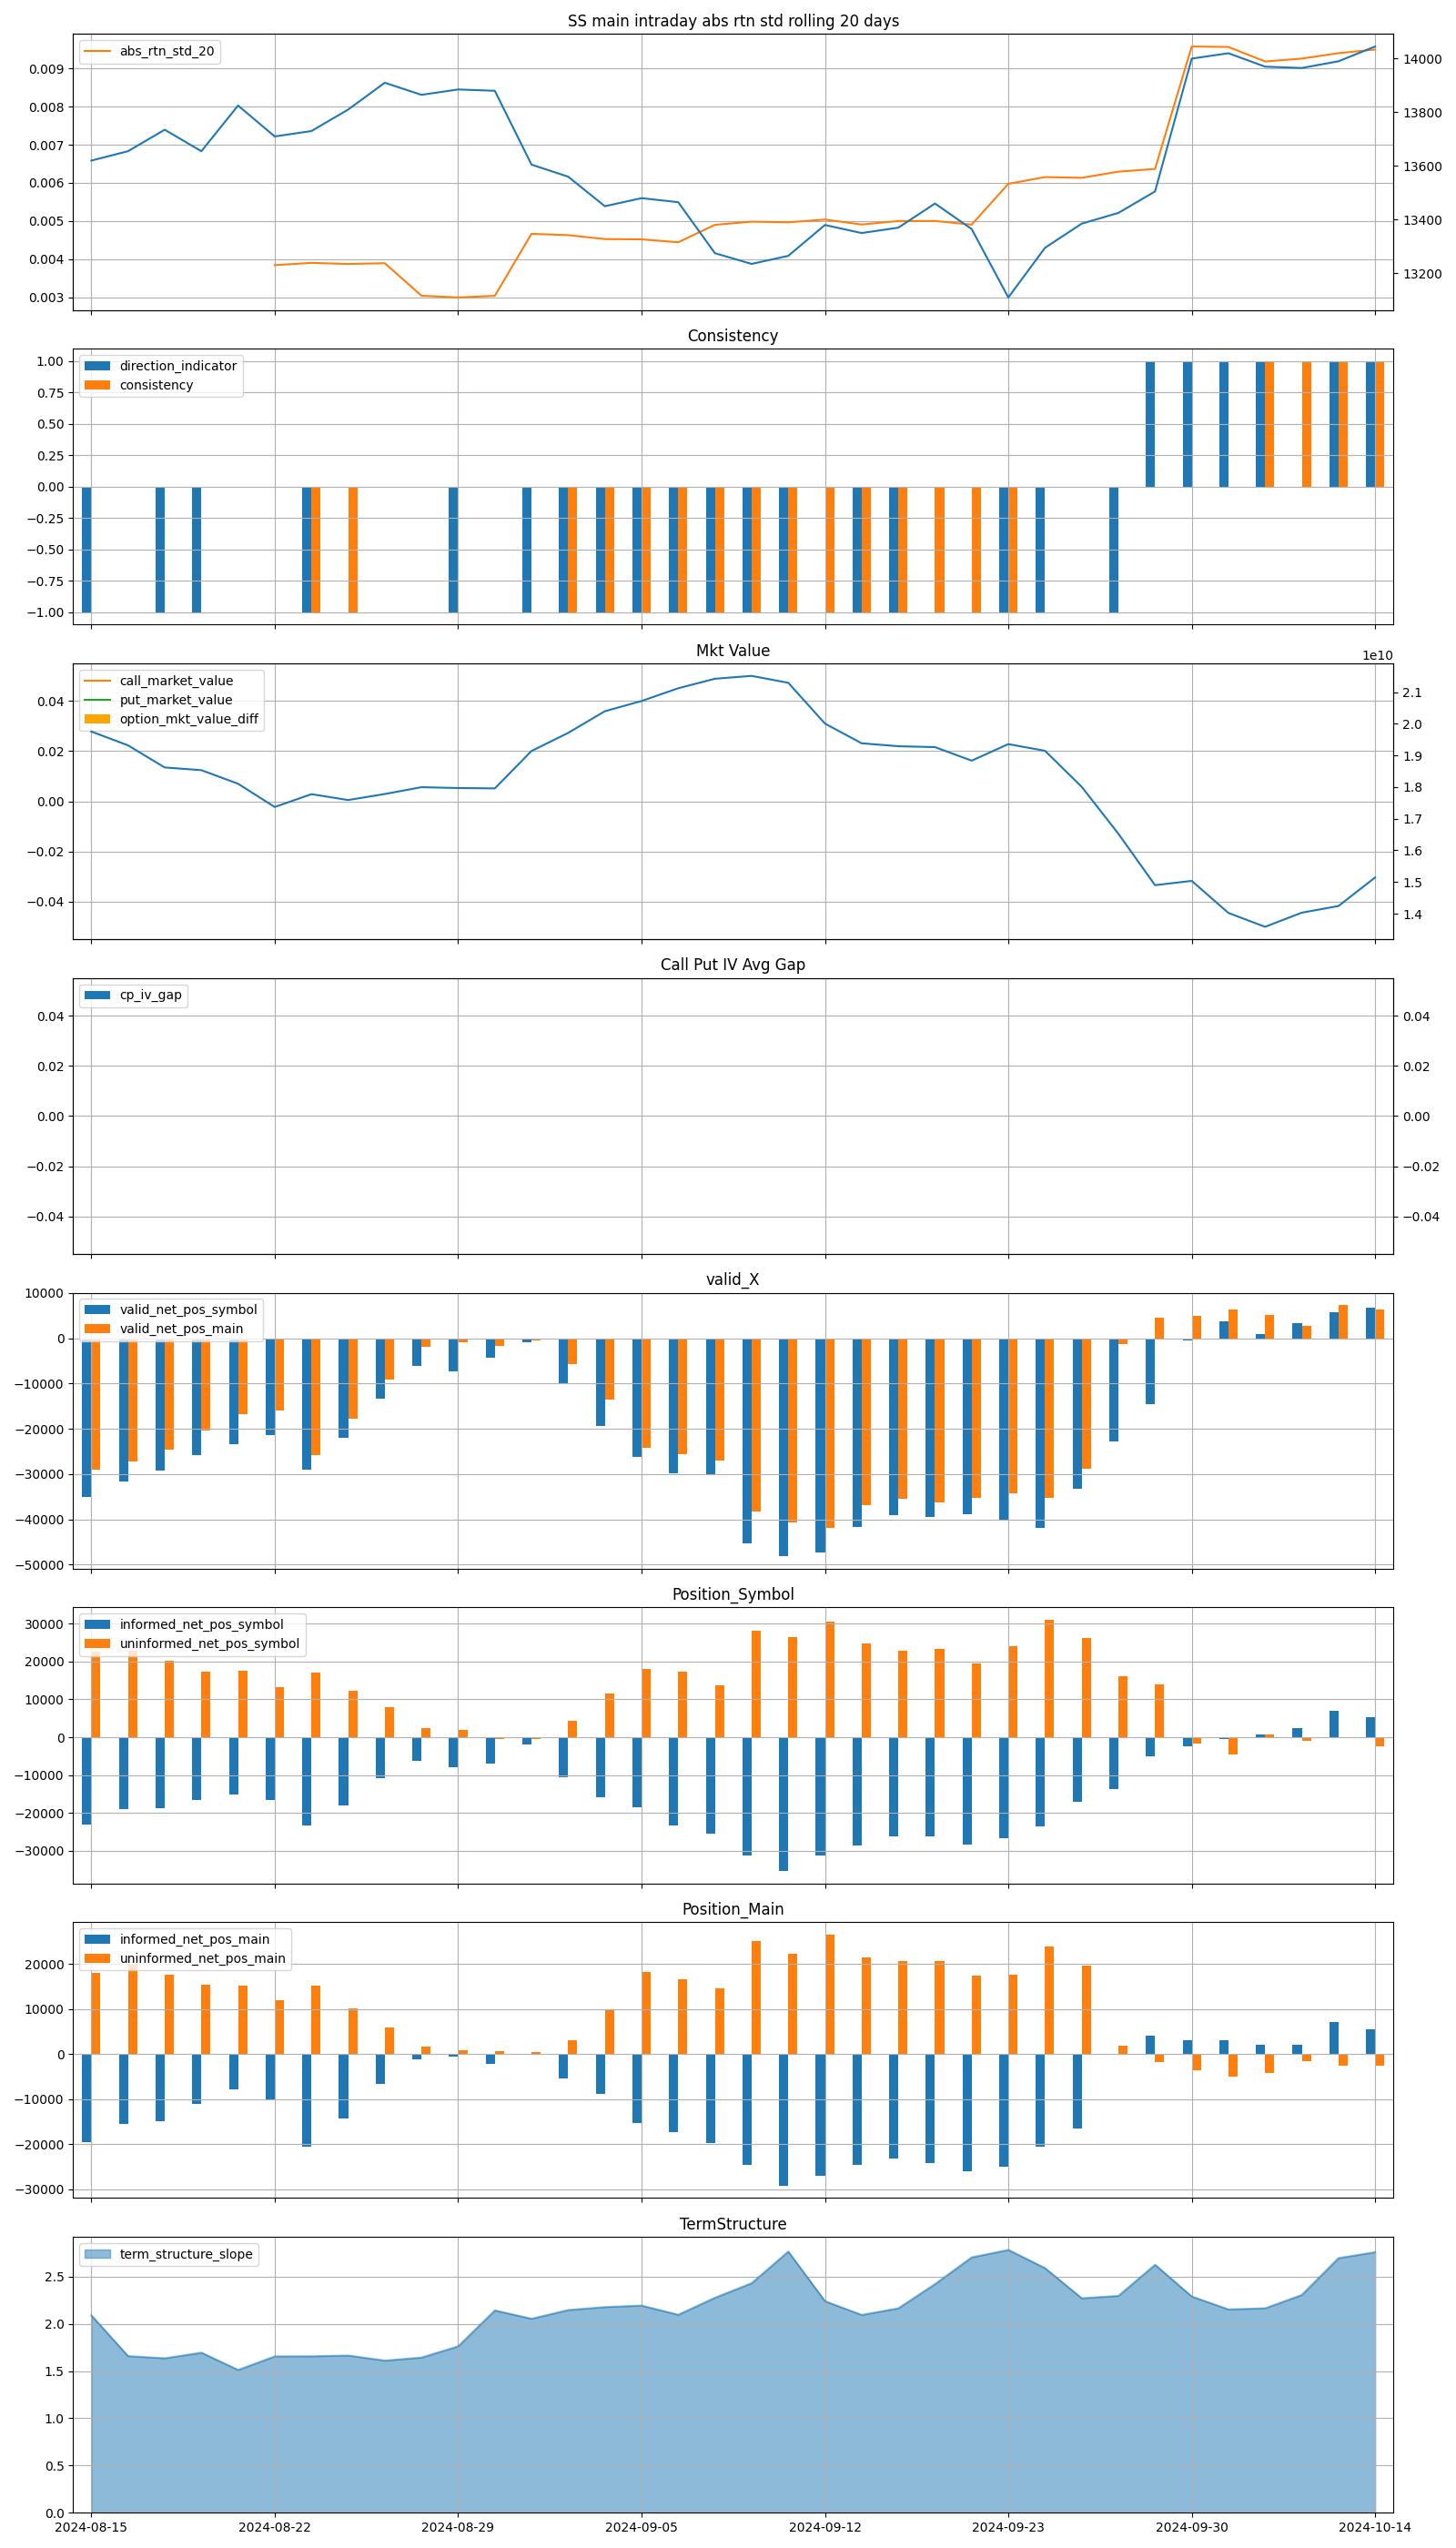 SS main intraday abs rtn std rolling 20 days
abs_rtn_std_20
0.009
0.008
0.007
0.006
0.005
0.004
0.003
14000
13800
13600
13400
13200
Consistency
direction_indicator
consistency
1.00
0.75
0.50
0.25
0.00
−0.25
−0.50
−0.75
−1.00
Mkt Value
1e10
call_market_value
put_market_value
option_mkt_value_diff
0.04
0.02
0.00
−0.02
−0.04
2.1
2.0
1.9
1.8
1.7
1.6
1.5
1.4
Call Put IV Avg Gap
cp_iv_gap
0.04
0.02
0.00
−0.02
−0.04
0.04
0.02
0.00
−0.02
−0.04
valid_X
valid_net_pos_symbol
valid_net_pos_main
10000
0
−10000
−20000
−30000
−40000
−50000
Position_Symbol
informed_net_pos_symbol
uninformed_net_pos_symbol
30000
20000
10000
0
−10000
−20000
−30000
Position_Main
informed_net_pos_main
uninformed_net_pos_main
20000
10000
0
−10000
−20000
−30000
TermStructure
term_structure_slope
2.5
2.0
1.5
1.0
0.5
0.0
2024-08-15 2024-08-22 2024-08-29 2024-09-05 2024-09-12 2024-09-23 2024-09-30 2024-10-14